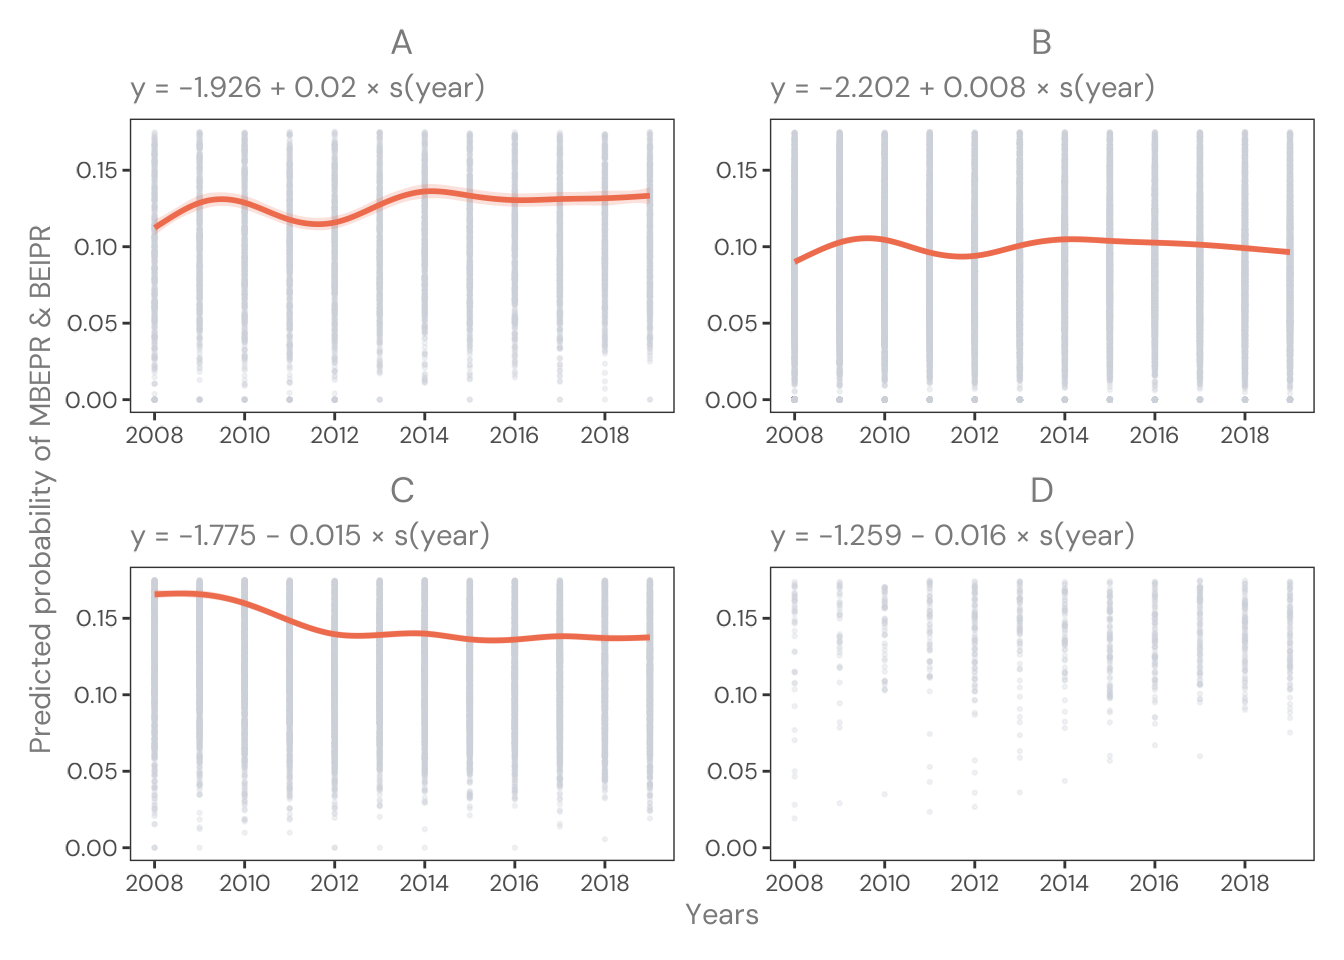 A
y = −1.926 + 0.02 × s(year)
0.15
0.10
0.05
0.00
2008 2010 2012 2014 2016 2018
B
y = −2.202 + 0.008 × s(year)
0.15
0.10
0.05
0.00
2008 2010 2012 2014 2016 2018
Predicted probability of MBEPR & BEIPR
C
y = −1.775 − 0.015 × s(year)
0.15
0.10
0.05
0.00
2008 2010 2012 2014 2016 2018
D
y = −1.259 − 0.016 × s(year)
0.15
0.10
0.05
0.00
2008 2010 2012 2014 2016 2018
Years